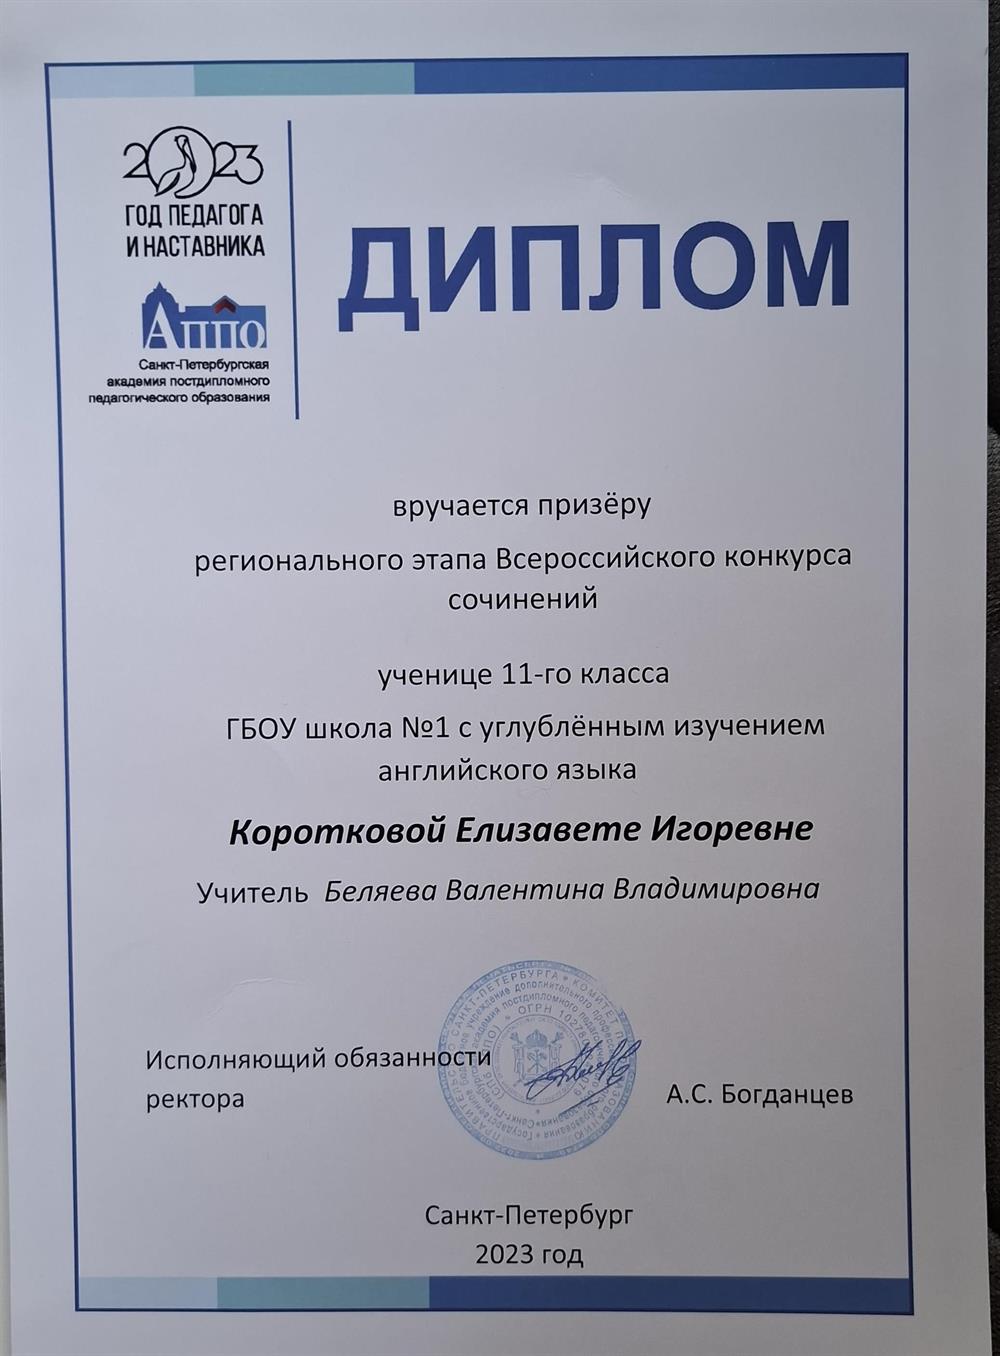 2023
ГОД ПЕДАГОГА
И НАСТАВНИКА
АППО
Санкт-Петербургская
академия постдипломного
педагогического образования
ДИПЛОМ
вручается призёру
регионального этапа Всероссийского конкурса
сочинений
ученице 11-го класса
ГБОУ школа №1 с углублённым изучением
английского языка
Коротковой Елизавете Игоревне
Учитель Беляева Валентина Владимировна
Исполняющий обязанности
ректора
А.С. Богданцев
Санкт-Петербург
2023 год